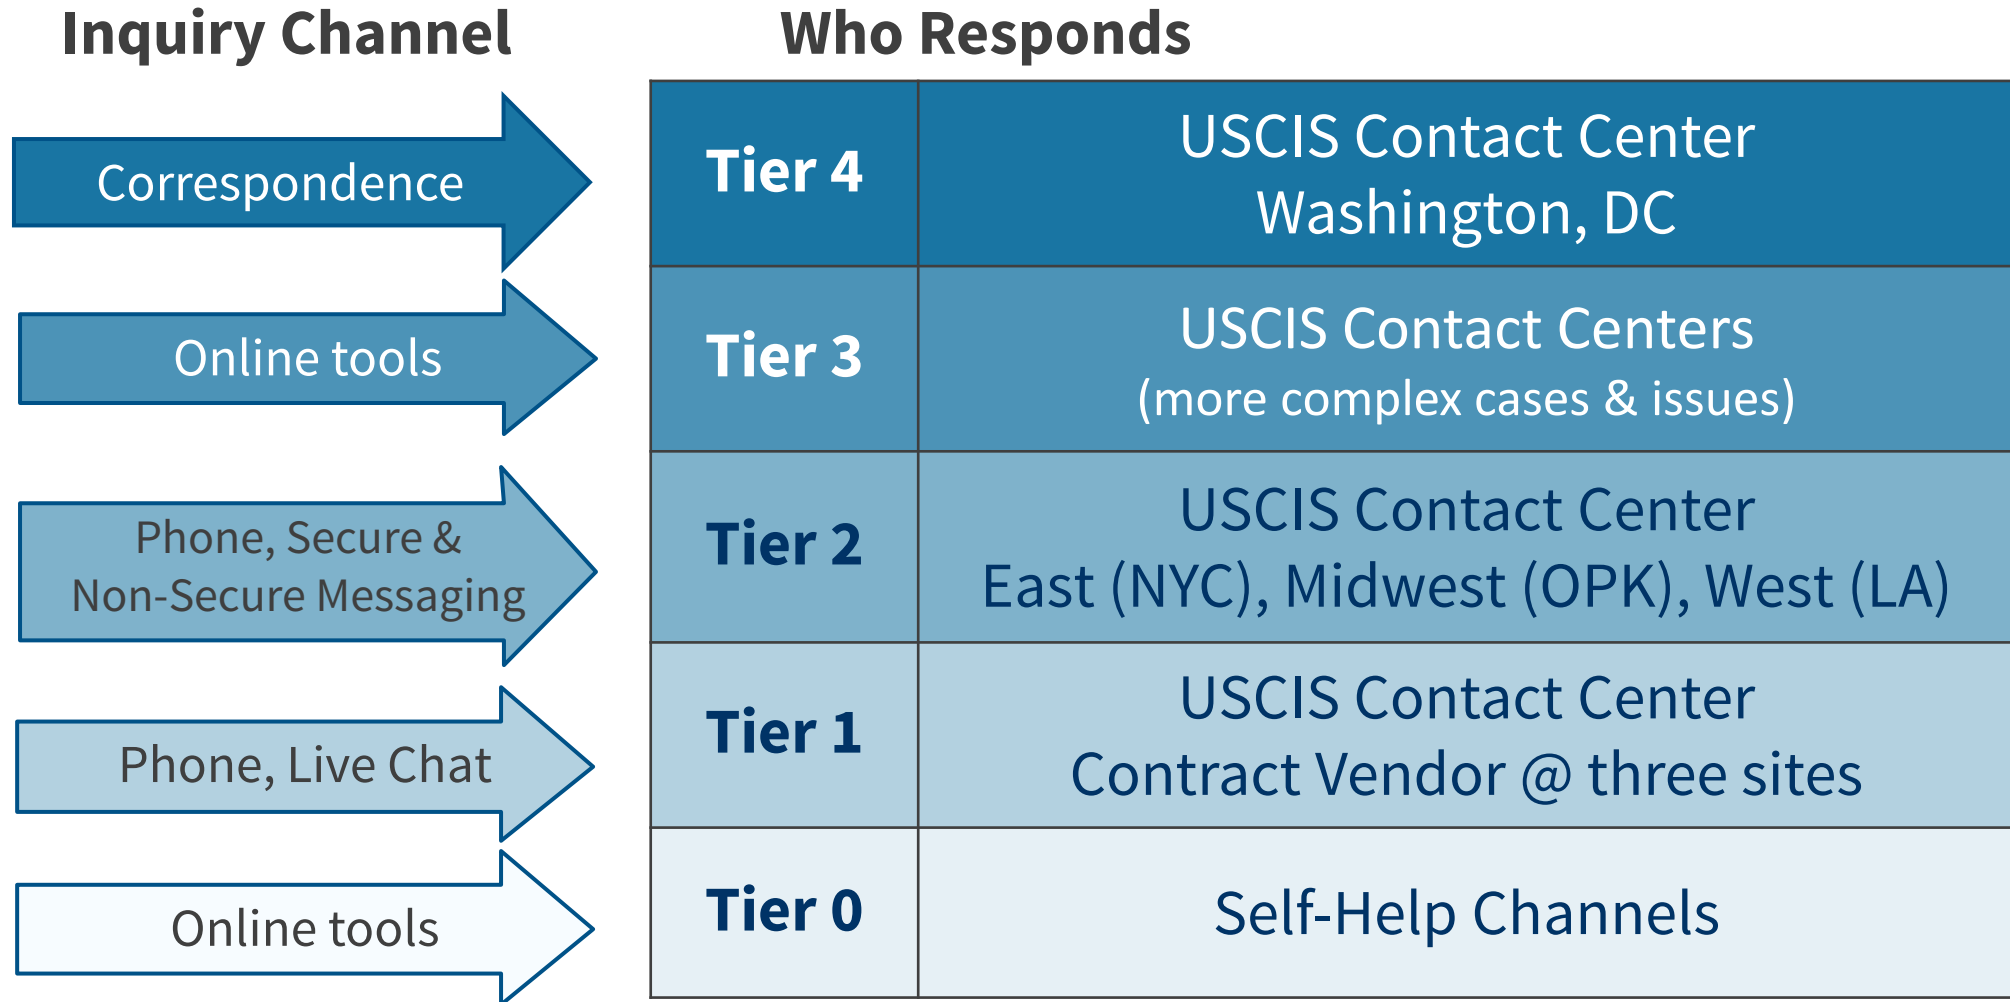 Inquiry Channel
Who Responds
Correspondence
Tier 4
USCIS Contact Center
Washington, DC
Online tools
Tier 3
USCIS Contact Centers
(more complex cases & issues)
Phone, Secure &
Non-Secure Messaging
Tier 2
USCIS Contact Center
East (NYC), Midwest (OPK), West (LA)
Phone, Live Chat
Tier 1
USCIS Contact Center
Contract Vendor @ three sites
Online tools
Tier 0
Self-Help Channels